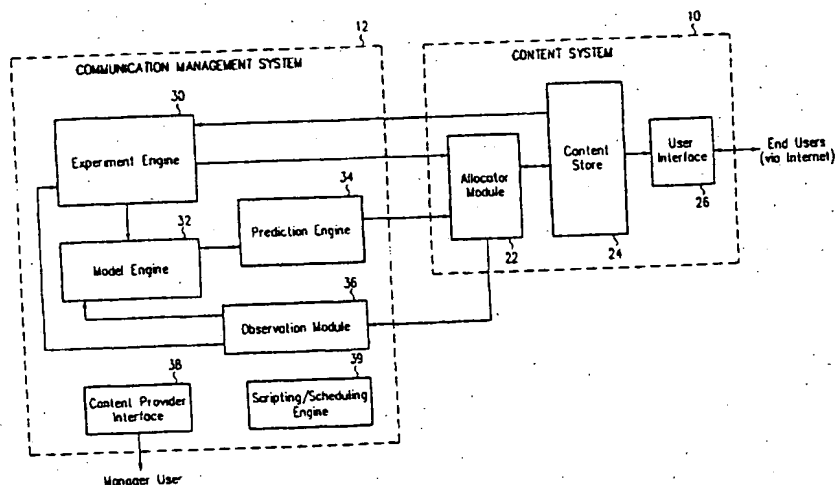 12
COMMUNICATION MANAGEMENT SYSTEM
30
Experiment Engine
34
Prediction Engine
32
Model Engine
36
Observation Module
38
Content Provider
Interface
39
Scripting/Scheduling
Engine
Manager User
10
CONTENT SYSTEM
Allocator
Module
22
Content
Store
24
User
Interface
26
End Users
(via Internet)